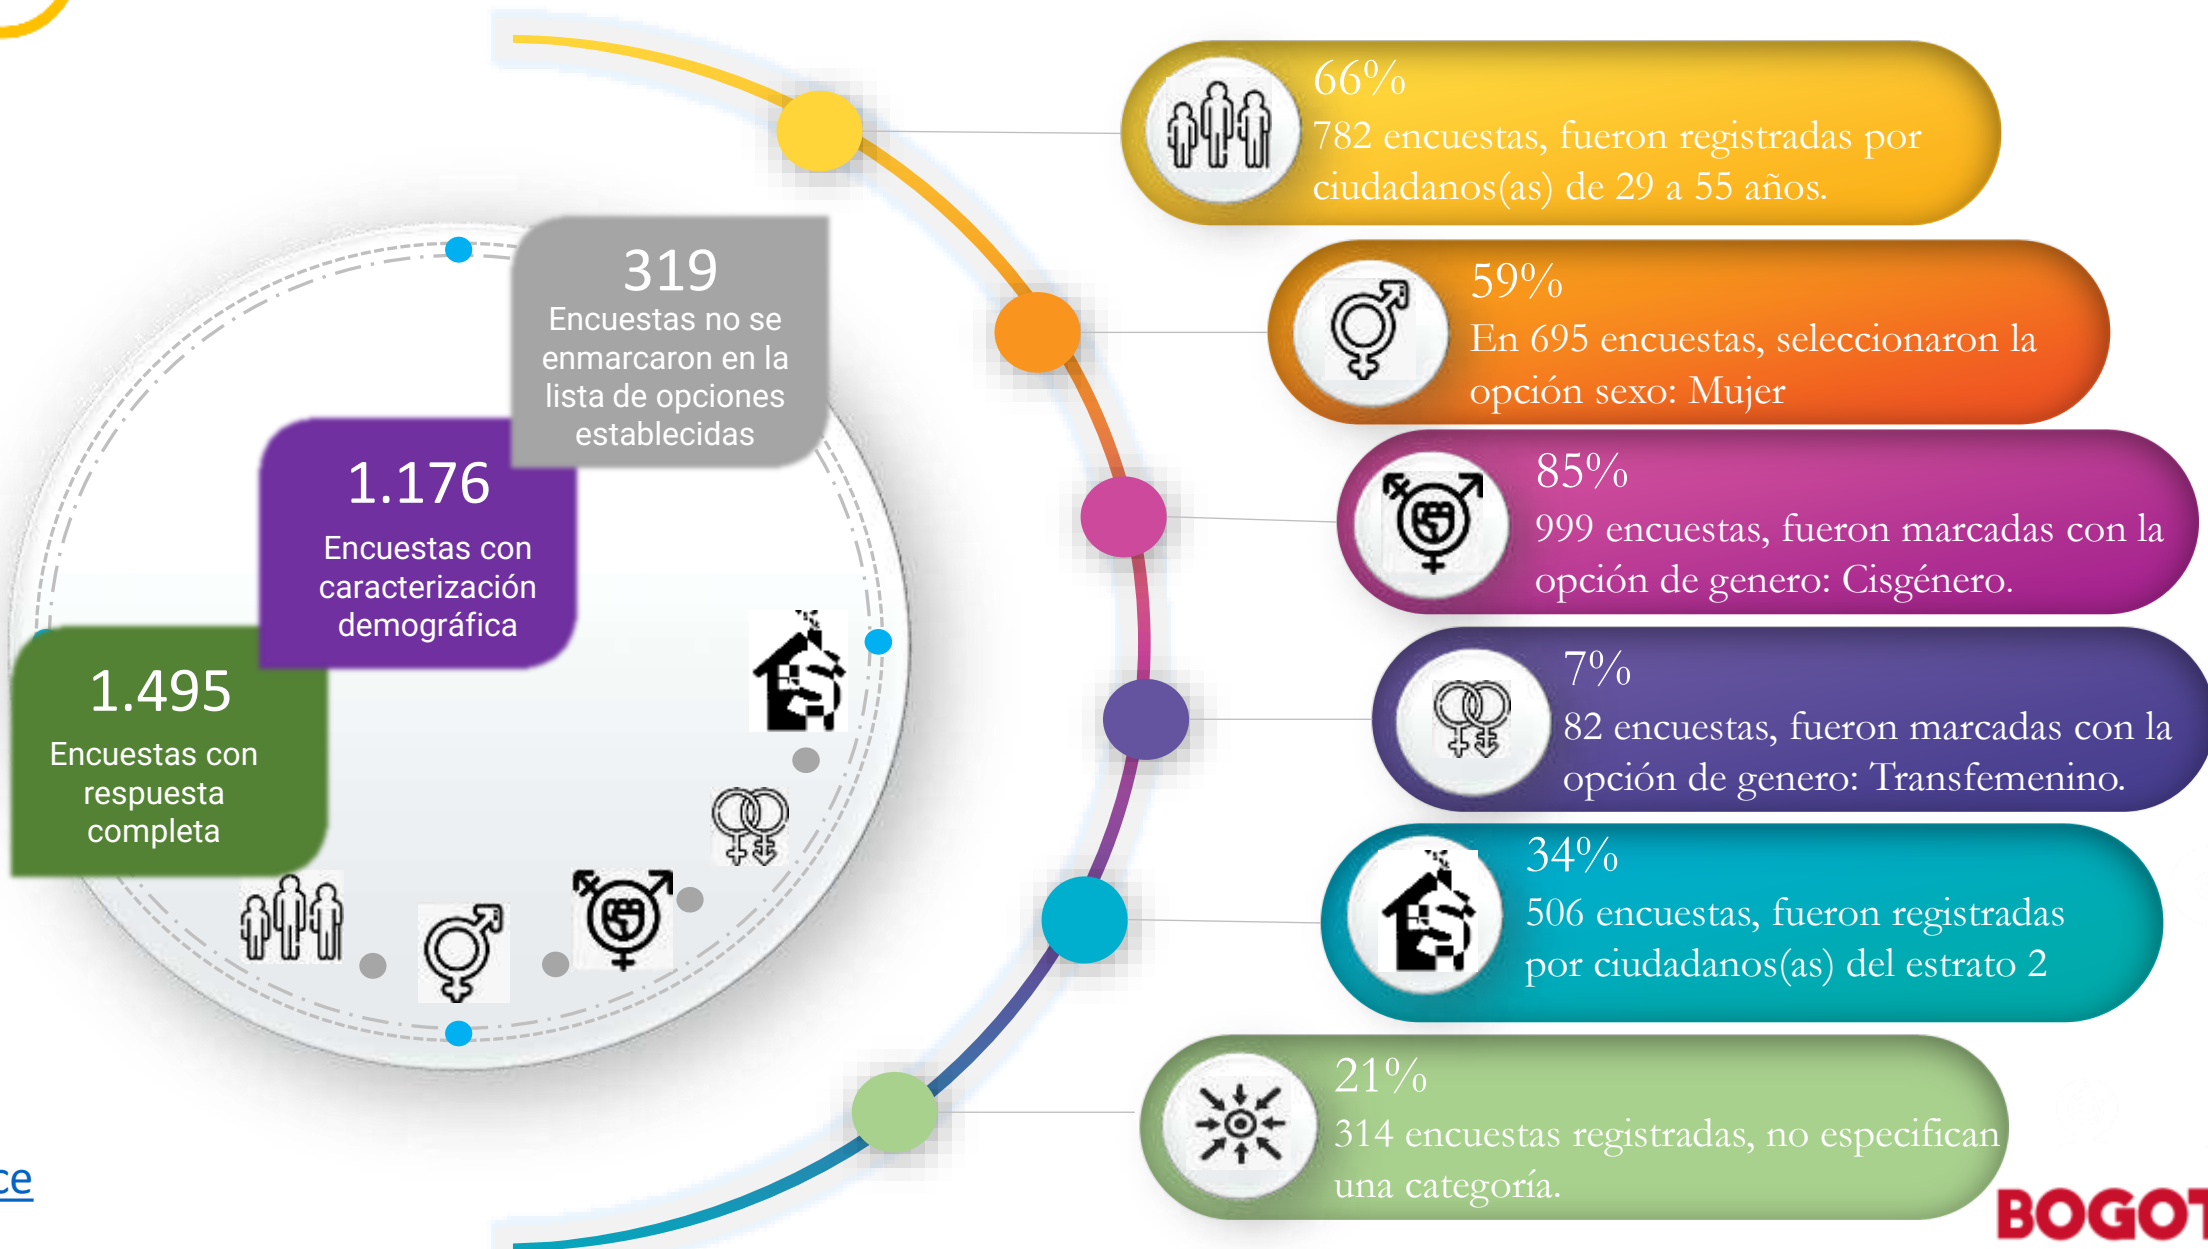 319
Encuestas no se
enmarcaron en la
lista de opciones
establecidas
1.176
Encuestas con
caracterización
demográfica
1.495
Encuestas con
respuesta
completa
66%
782 encuestas, fueron registradas por
ciudadanos(as) de 29 a 55 años.
59%
En 695 encuestas, seleccionaron la
opción sexo: Mujer
85%
999 encuestas, fueron marcadas con la
opción de genero: Cisgénero.
7%
82 encuestas, fueron marcadas con la
opción de genero: Transfemenino.
34%
506 encuestas, fueron registradas
por ciudadanos(as) del estrato 2
21%
314 encuestas registradas, no especifican
una categoría.
ce
BOGOT